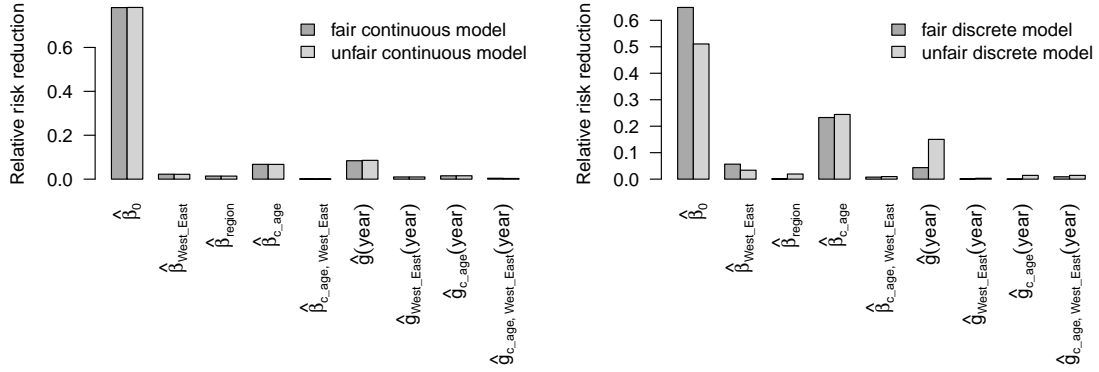 Relative risk reduction
0.6
0.4
0.2
0.0
fair continuous model
unfair continuous model
β̂0
β̂West_East
β̂region
β̂c_age
β̂c_age, West_East
ĝ(year)
ĝWest_East(year)
ĝc_age(year)
ĝc_age, West_East(year)
Relative risk reduction
0.6
0.5
0.4
0.3
0.2
0.1
0.0
fair discrete model
unfair discrete model
β̂0
β̂West_East
β̂region
β̂c_age
β̂c_age, West_East
ĝ(year)
ĝWest_East(year)
ĝc_age(year)
ĝc_age, West_East(year)